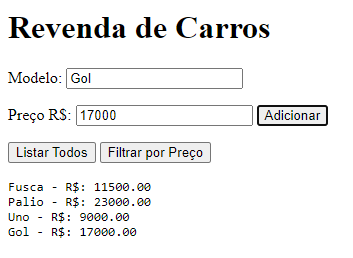 Revenda de Carros
Modelo: Gol
Preço R$: 17000 Adicionar
Listar Todos Filtrar por Preço
Fusca - R$: 11500.00
Palio - R$: 23000.00
Uno - R$: 9000.00
Gol - R$: 17000.00